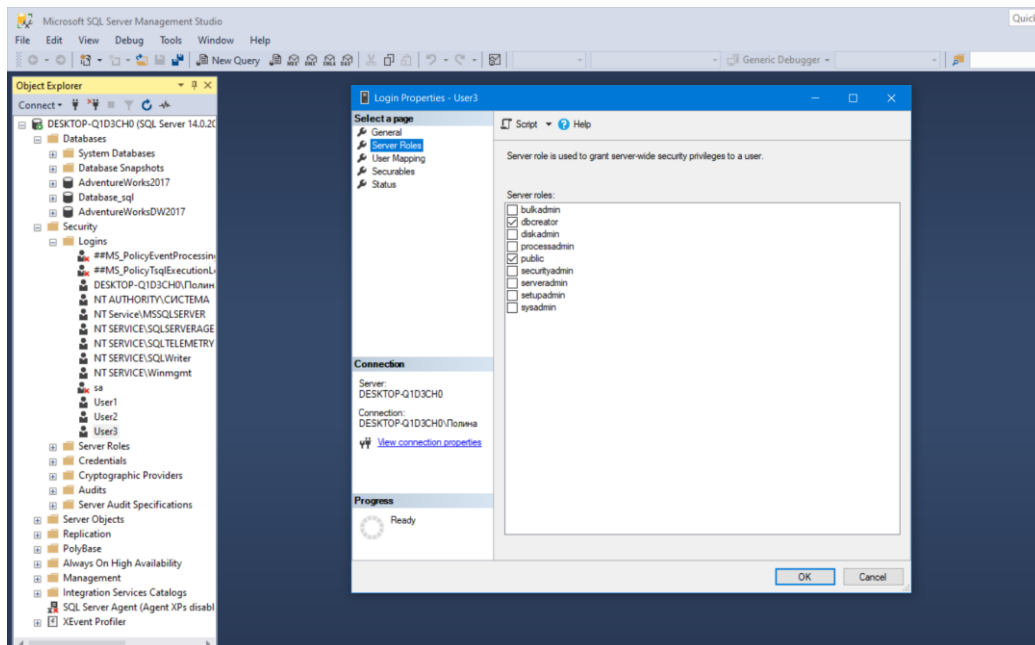 Microsoft SQL Server Management Studio
Quick
File Edit View Debug Tools Window Help
New Query
MDX DMX XMLA DAX
Generic Debugger
Object Explorer
Connect
DESKTOP-Q1D3CH0 (SQL Server 14.0.20
Databases
System Databases
Database Snapshots
AdventureWorks2017
Database_sql
AdventureWorksDW2017
Security
Logins
##MS_PolicyEventProcessin
##MS_PolicyTsqlExecutionL
DESKTOP-Q1D3CH0\Полин
NT AUTHORITY\СИСТЕМА
NT Service\MSSQLSERVER
NT SERVICE\SQLSERVERAGE
NT SERVICE\SQLTELEMETRY
NT SERVICE\SQLWriter
NT SERVICE\Winmgmt
sa
User1
User2
User3
Server Roles
Credentials
Cryptographic Providers
Audits
Server Audit Specifications
Server Objects
Replication
PolyBase
Always On High Availability
Management
Integration Services Catalogs
SQL Server Agent (Agent XPs disabl
XEvent Profiler
Login Properties - User3
Select a page
General
Server Roles
User Mapping
Securables
Status
Connection
Server:
DESKTOP-Q1D3CH0
Connection:
DESKTOP-Q1D3CH0\Полина
View connection properties
Progress
Ready
Script Help
Server role is used to grant server-wide security privileges to a user.
Server roles:
bulkadmin
dbcreator
diskadmin
processadmin
public
securityadmin
serveradmin
setupadmin
sysadmin
OK Cancel